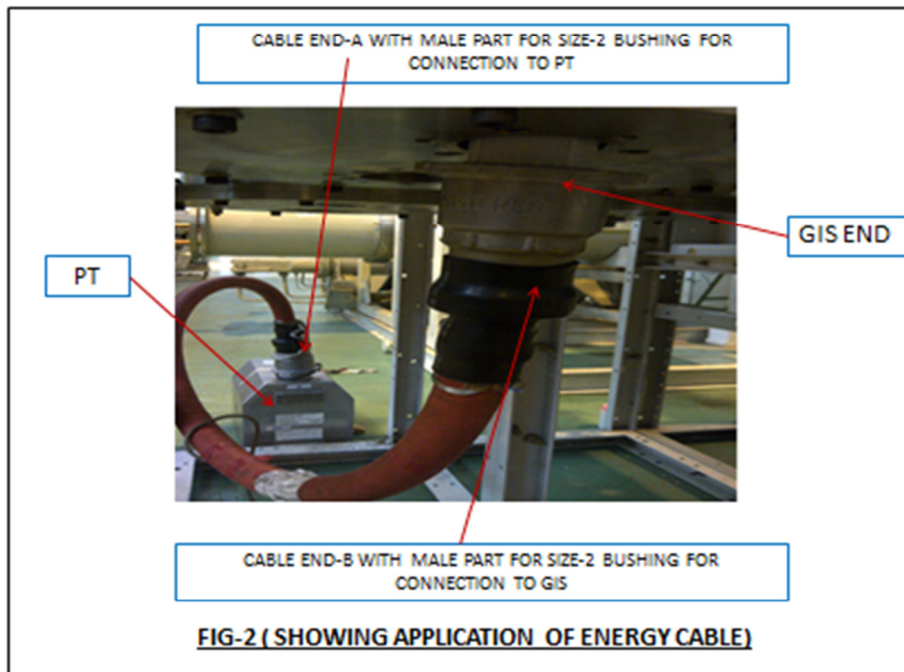 CABLE END-A WITH MALE PART FOR SIZE-2 BUSHING FOR
CONNECTION TO PT
GIS END
PT
CABLE END-B WITH MALE PART FOR SIZE-2 BUSHING FOR
CONNECTION TO GIS
FIG-2 ( SHOWING APPLICATION OF ENERGY CABLE)